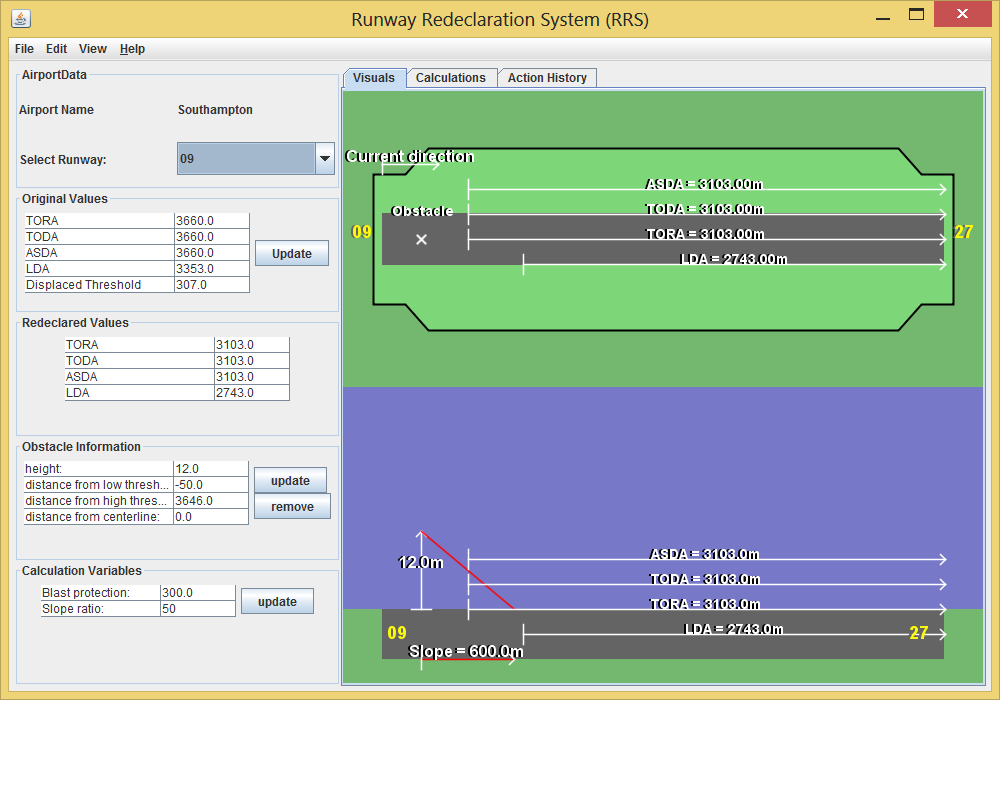 Runway Redeclaration System (RRS)
File Edit View Help
AirportData
Airport Name Southampton
Select Runway: 09
Original Values
TORA 3660.0
TODA 3660.0
ASDA 3660.0
LDA 3353.0
Displaced Threshold 307.0
Update
Redeclared Values
TORA 3103.0
TODA 3103.0
ASDA 3103.0
LDA 2743.0
Obstacle Information
height: 12.0
distance from low thresh... -50.0
distance from high thres... 3646.0
distance from centerline: 0.0
update
remove
Calculation Variables
Blast protection: 300.0
Slope ratio: 50
update
Visuals Calculations Action History
Current direction
ASDA = 3103.00m
Obstacle TODA = 3103.00m
09 TORA = 3103.00m 27
LDA = 2743.00m
12.0m ASDA = 3103.0m
TODA = 3103.0m
TORA = 3103.0m
09 LDA = 2743.0m 27
Slope = 600.0m